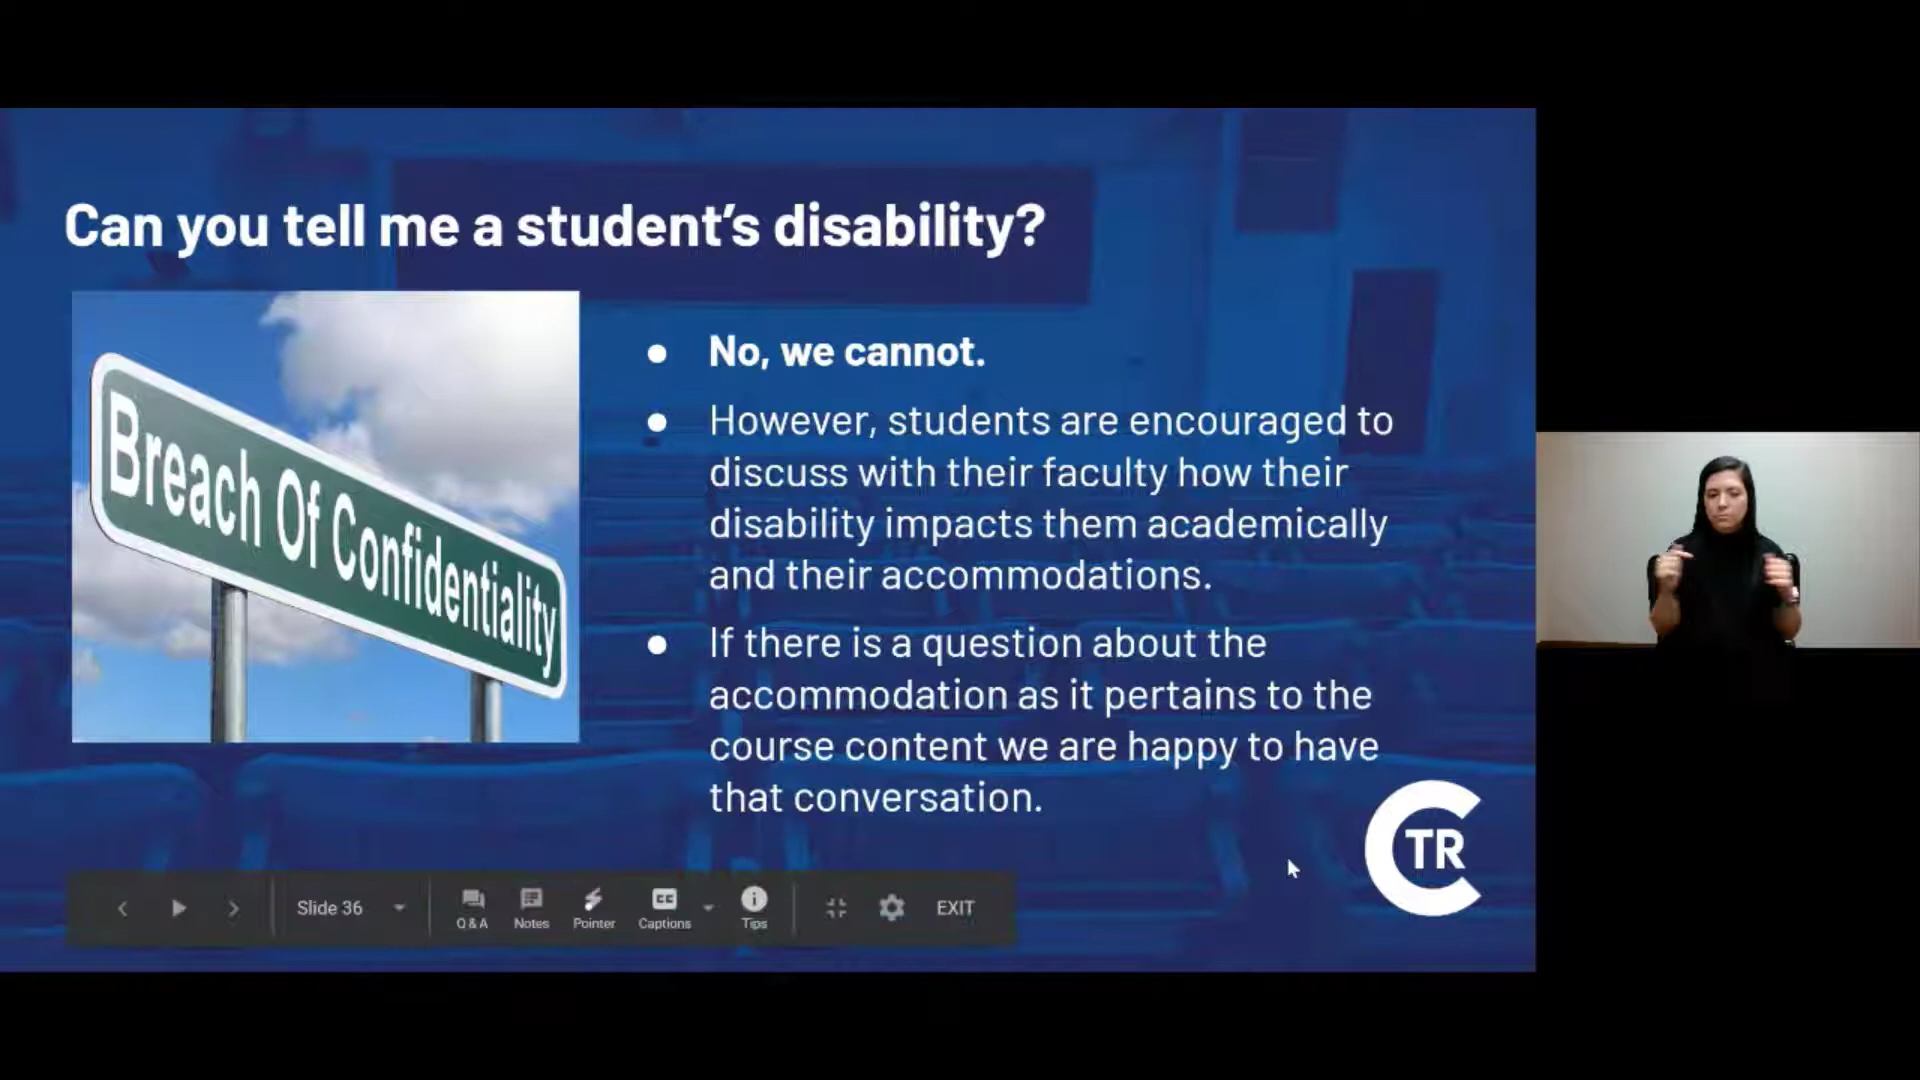 Can you tell me a student's disability?
Breach Of Confidentiality
● No, we cannot.
● However, students are encouraged to
discuss with their faculty how their
disability impacts them academically
and their accommodations.
● If there is a question about the
accommodation as it pertains to the
course content we are happy to have
that conversation.
CTR
Slide 36
Q & A
Notes
Pointer
CC
Captions
Tips
EXIT